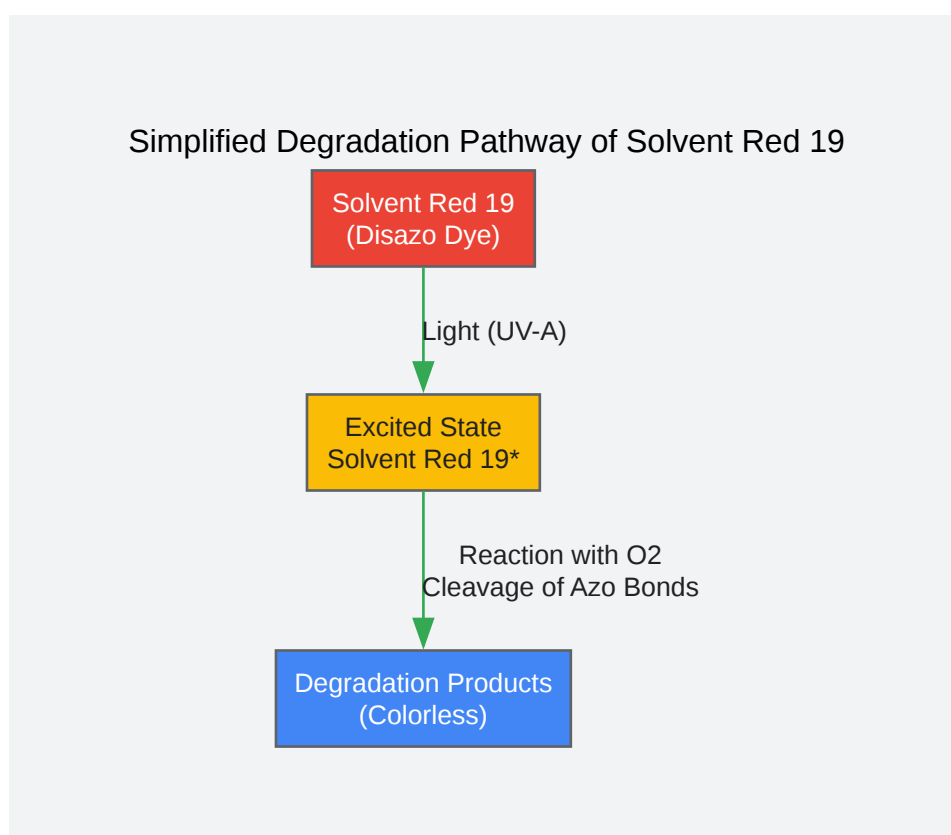 Simplified Degradation Pathway of Solvent Red 19
Solvent Red 19
(Disazo Dye)
Light (UV-A)
Excited State
Solvent Red 19*
Reaction with O2
Cleavage of Azo Bonds
Degradation Products
(Colorless)